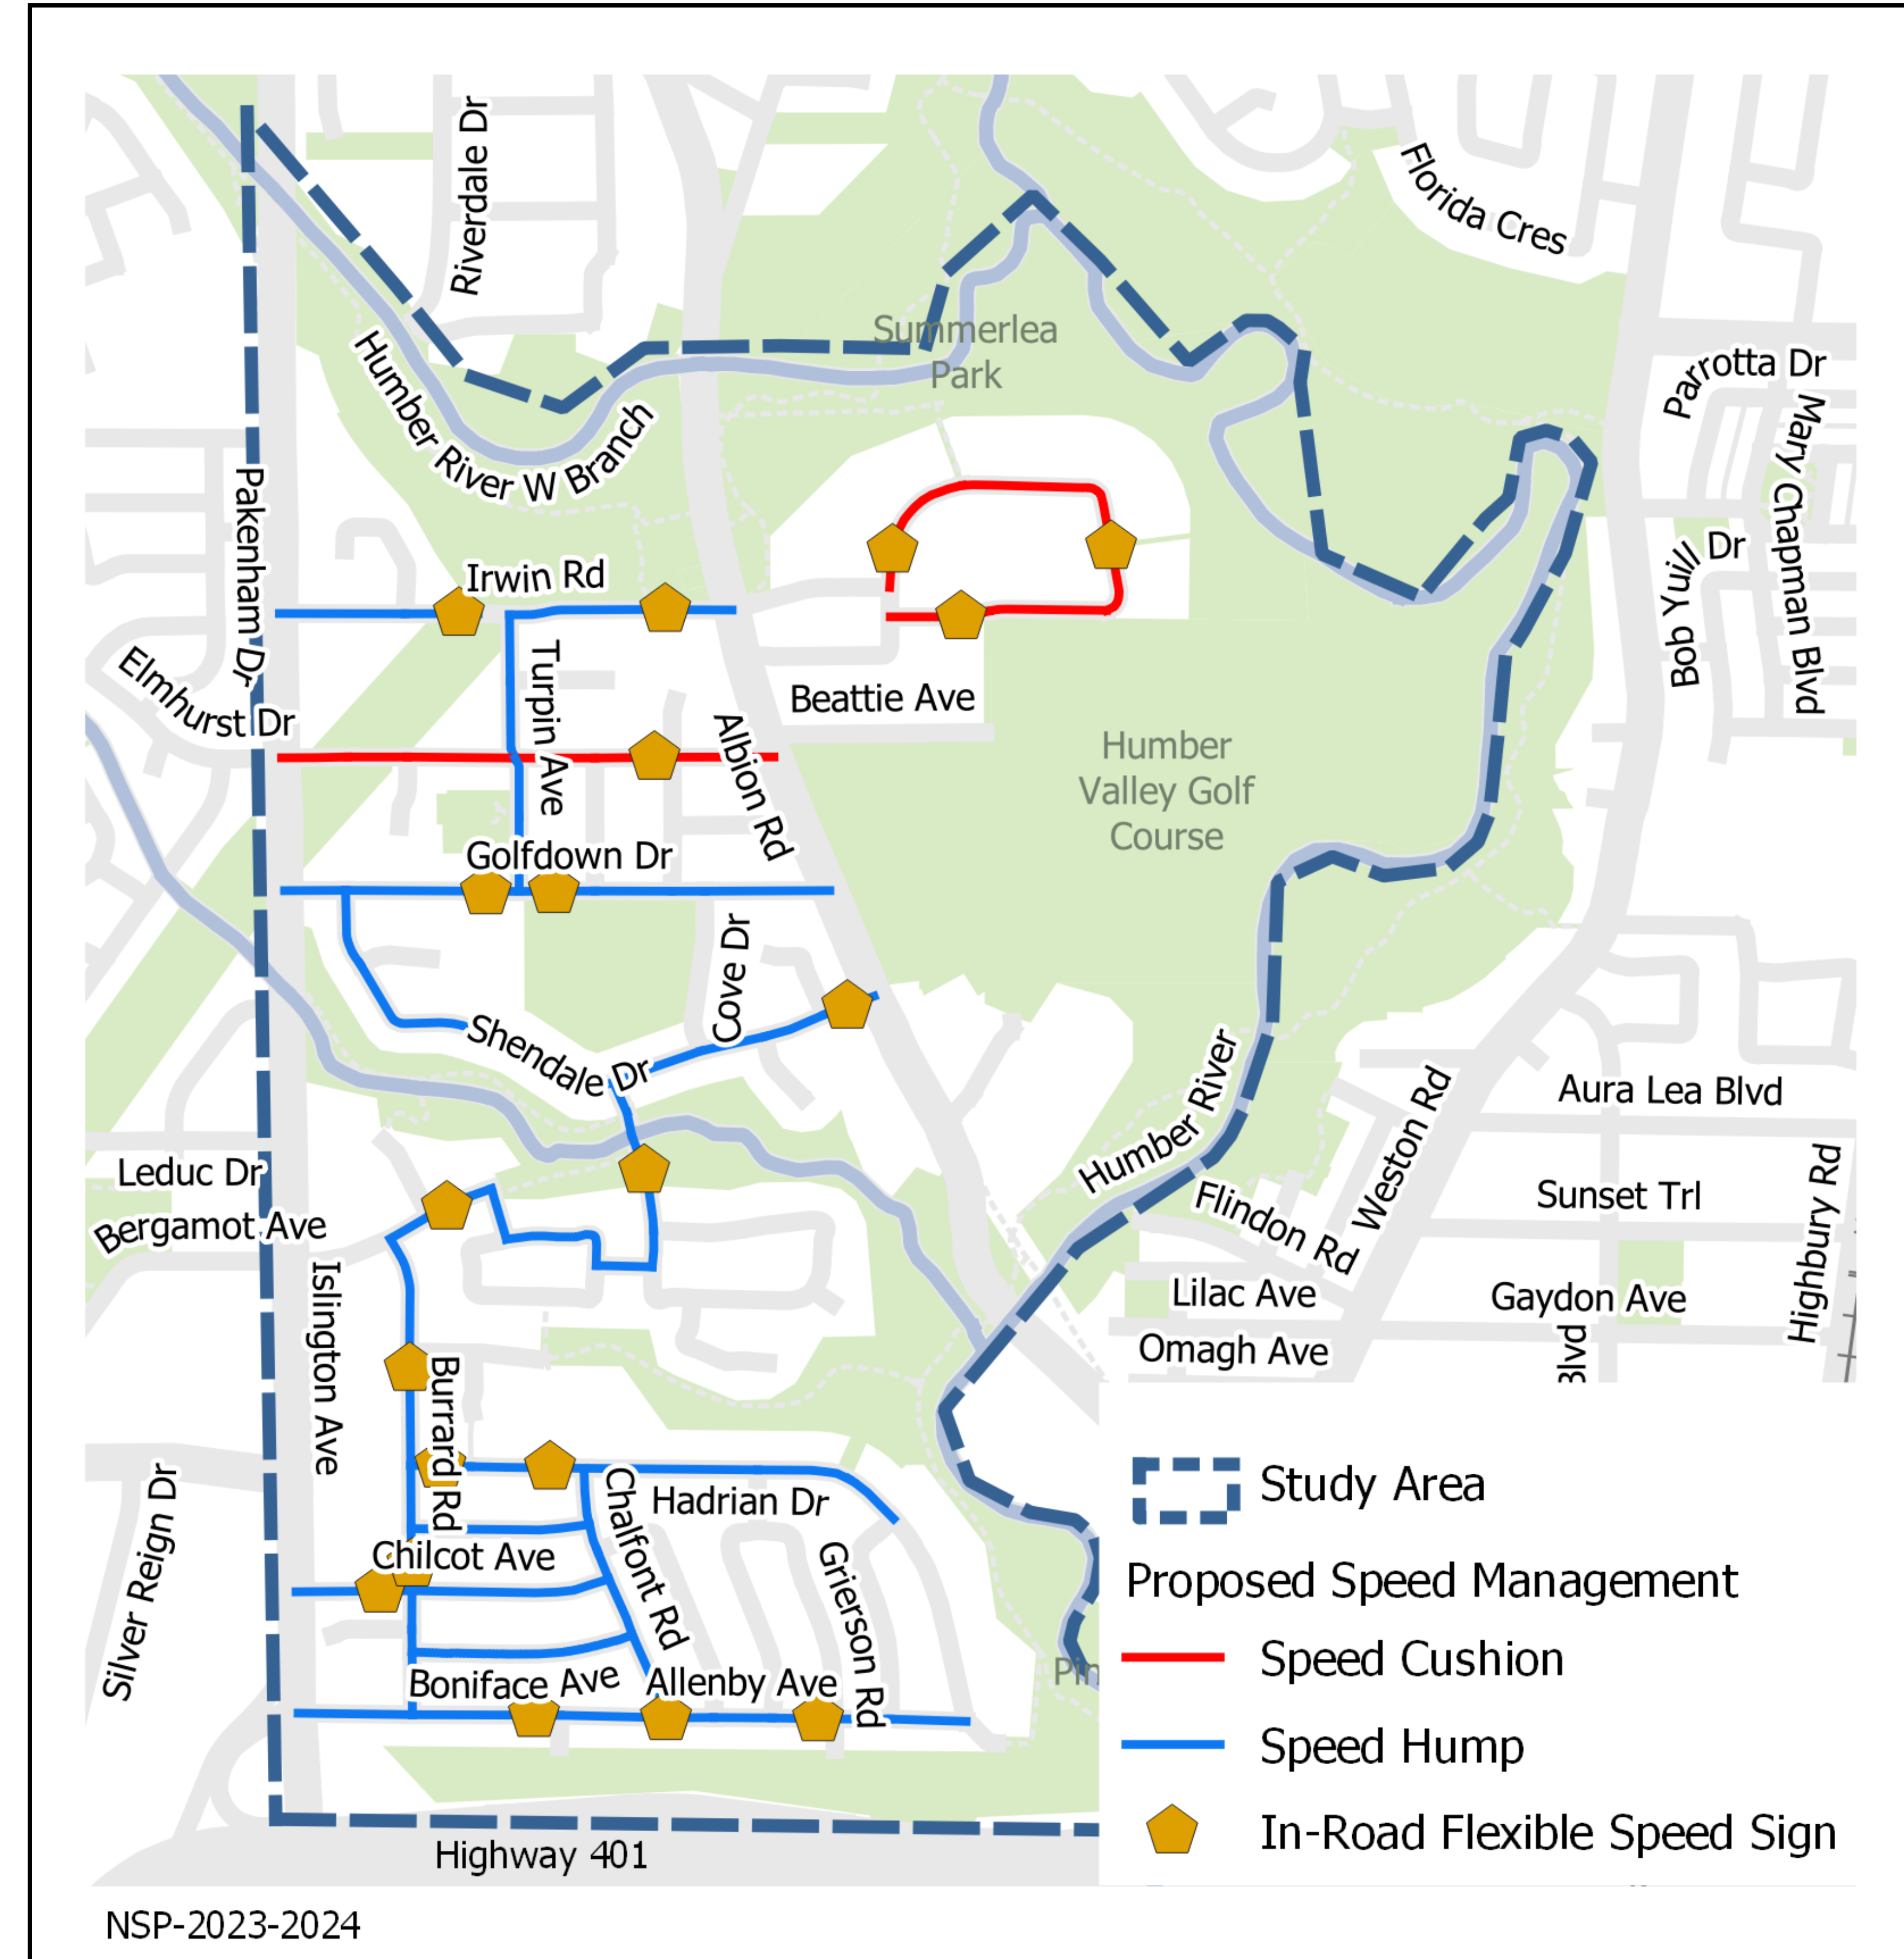 Riverdale Dr
Florida Cres
Summerlea
Park
Parrotta Dr
Humber River W Branch
Mary Chapman Blvd
Pakenham Dr
Bob Yuill Dr
Irwin Rd
Elmhurst Dr
Turpin Ave
Beattie Ave
Albion Rd
Humber
Valley Golf
Course
Golfdown Dr
Cove Dr
Shendale Dr
Humber River
Weston Rd
Aura Lea Blvd
Leduc Dr
Bergamot Ave
Flindon Rd
Sunset Trl
Highbury Rd
Islington Ave
Lilac Ave
Gaydon Ave
Omagh Ave
Blvd
Burrard Rd
Silver Reign Dr
Chalfont Rd
Hadrian Dr
Chilcot Ave
Grierson Rd
Boniface Ave
Allenby Ave
Pin
Study Area
Proposed Speed Management
Speed Cushion
Speed Hump
In-Road Flexible Speed Sign
Highway 401
NSP-2023-2024